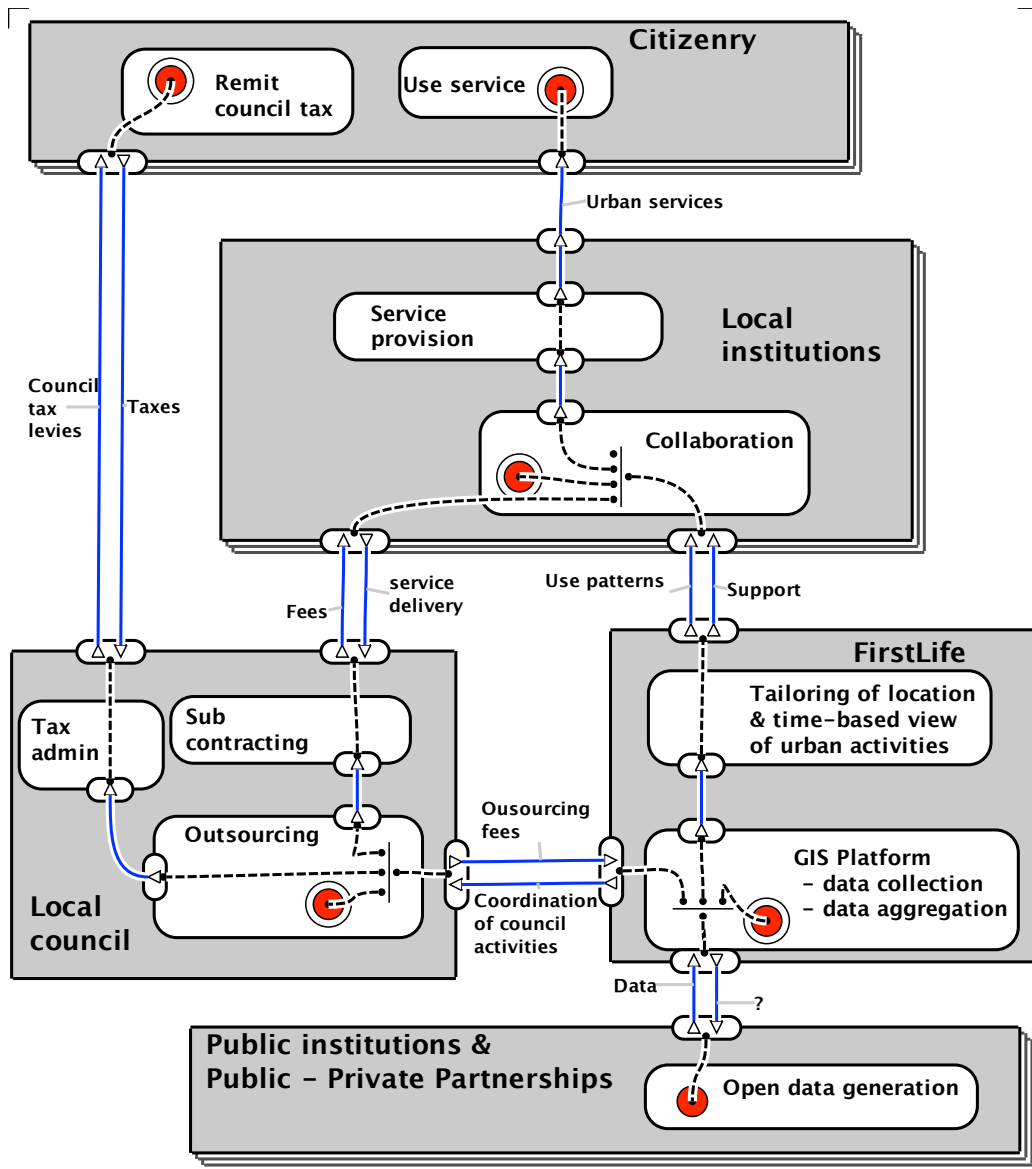 Citizenry
Remit
council tax
Use service
Urban services
Service
provision
Local
institutions
Council
tax
levies
Taxes
Collaboration
Use patterns
Support
service
delivery
Fees
FirstLife
Tailoring of location
& time-based view
of urban activities
Tax
admin
Sub
contracting
Outsourcing
Ousourcing
fees
GIS Platform
- data collection
- data aggregation
Local
council
Coordination
of council
activities
Data
?
Public institutions &
Public - Private Partnerships
Open data generation